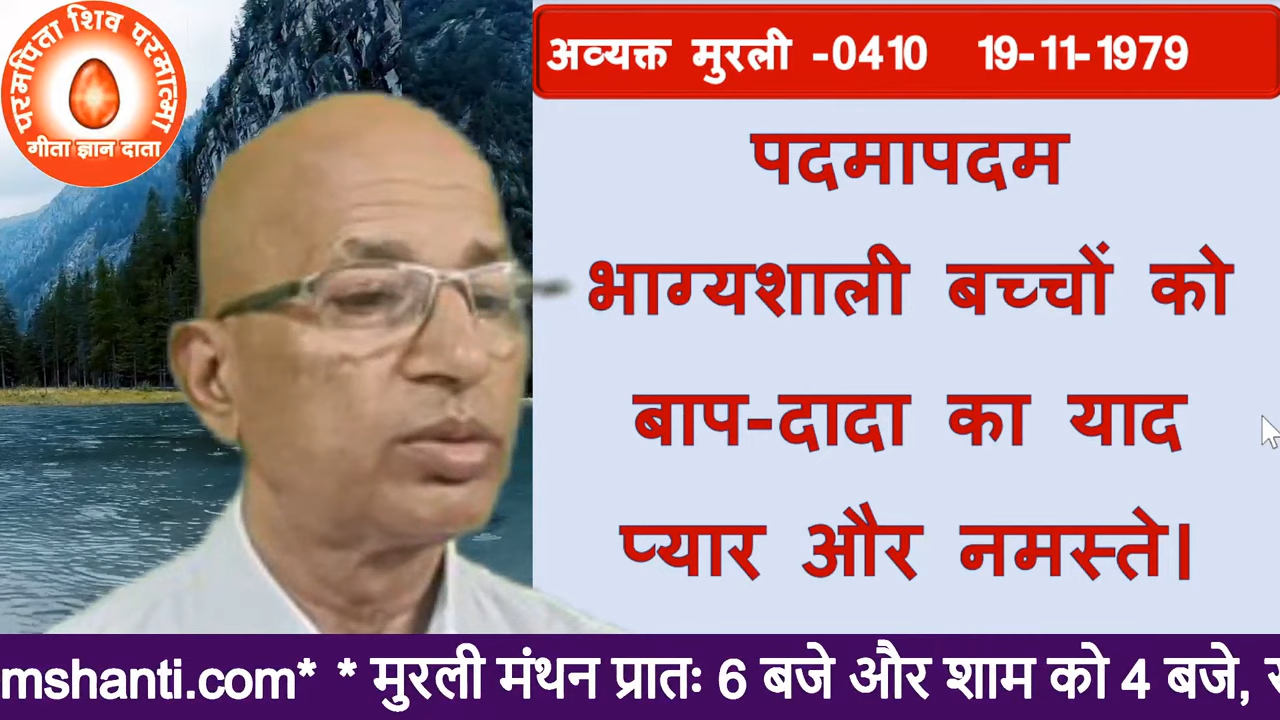 परमपिता शिव परमात्मा
गीता ज्ञान दाता
अव्यक्त मुरली -0410 19-11-1979
पदमापदम
भाग्यशाली बच्चों को
बाप-दादा का याद
प्यार और नमस्ते।
mshanti.com* * मुरली मंथन प्रातः 6 बजे और शाम को 4 बजे,